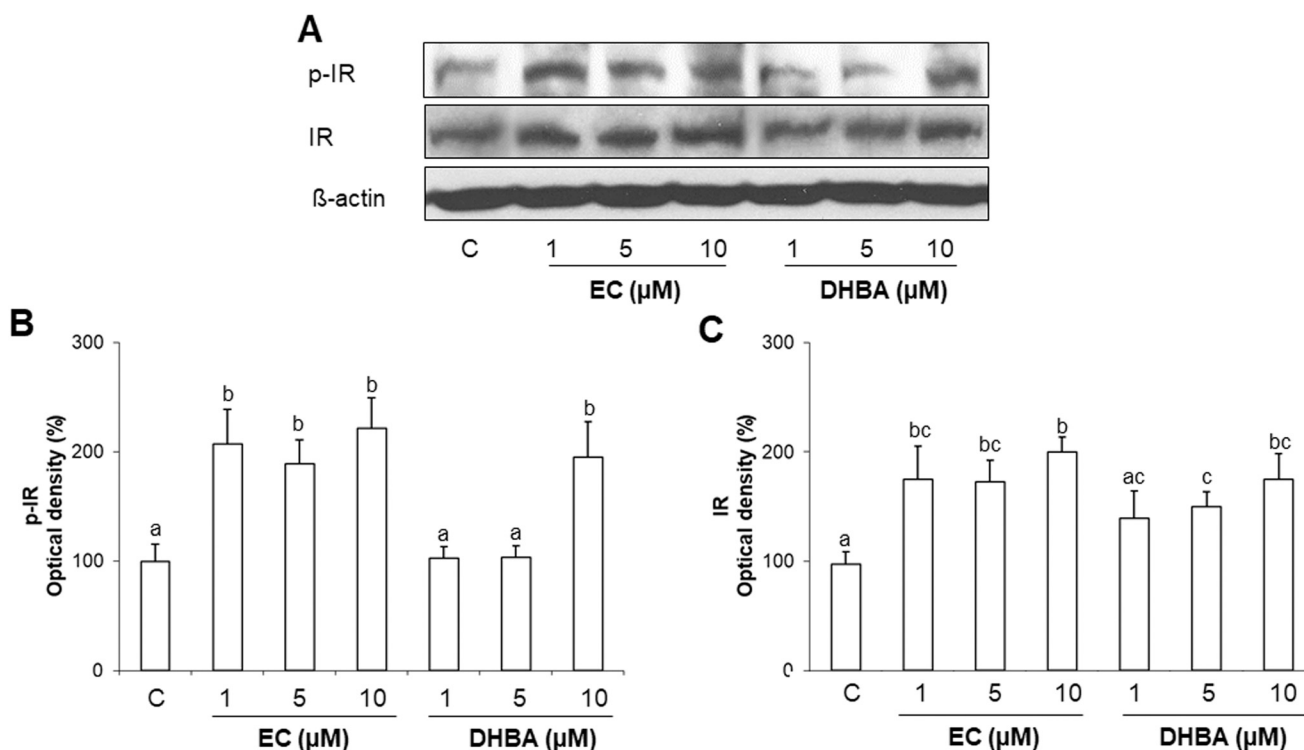 A
p-IR
IR
ß-actin
C 1 5 10 1 5 10
EC (µM) DHBA (µM)
B
p-IR
Optical density (%)
300
200
100
0
b b b b
a a a
C 1 5 10 1 5 10
EC (µM) DHBA (µM)
C
IR
Optical density (%)
300
200
100
0
a bc bc b ac c bc
C 1 5 10 1 5 10
EC (µM) DHBA (µM)